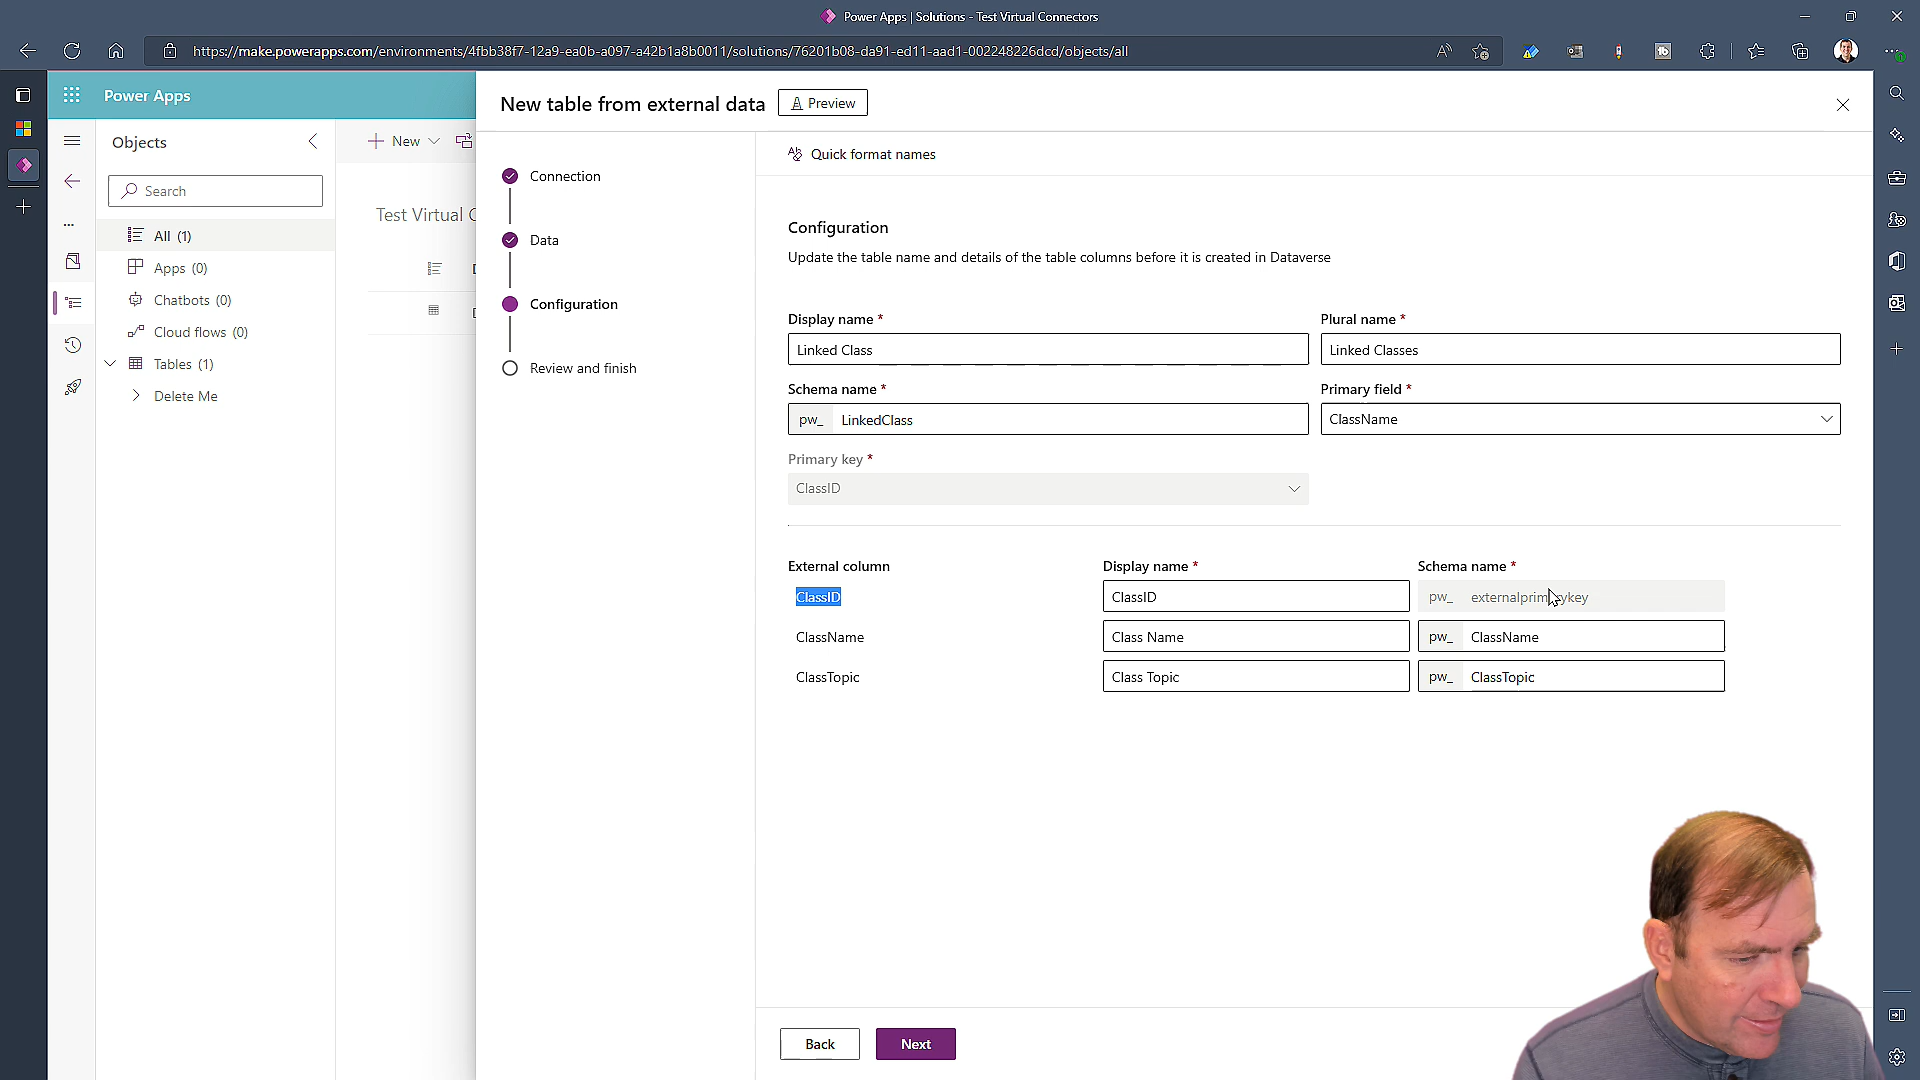 Power Apps | Solutions - Test Virtual Connectors
https://make.powerapps.com/environments/4fbb38f7-12a9-ea0b-a097-a42b1a8b0011/solutions/76201b08-da91-ed11-aad1-002248226dcd/objects/all
Power Apps
New table from external data
Preview
Objects
New
Quick format names
Connection
Search
Test Virtual C
Configuration
All (1)
Data
Update the table name and details of the table columns before it is created in Dataverse
Apps (0)
Chatbots (0)
Configuration
Display name *
Plural name *
Cloud flows (0)
Linked Class
Linked Classes
Tables (1)
Review and finish
Schema name *
Primary field *
Delete Me
pw_ LinkedClass
ClassName
Primary key *
ClassID
External column
Display name *
Schema name *
ClassID
ClassID
pw_
ClassName
Class Name
pw_ ClassName
ClassTopic
Class Topic
pw_ ClassTopic
Back
Next